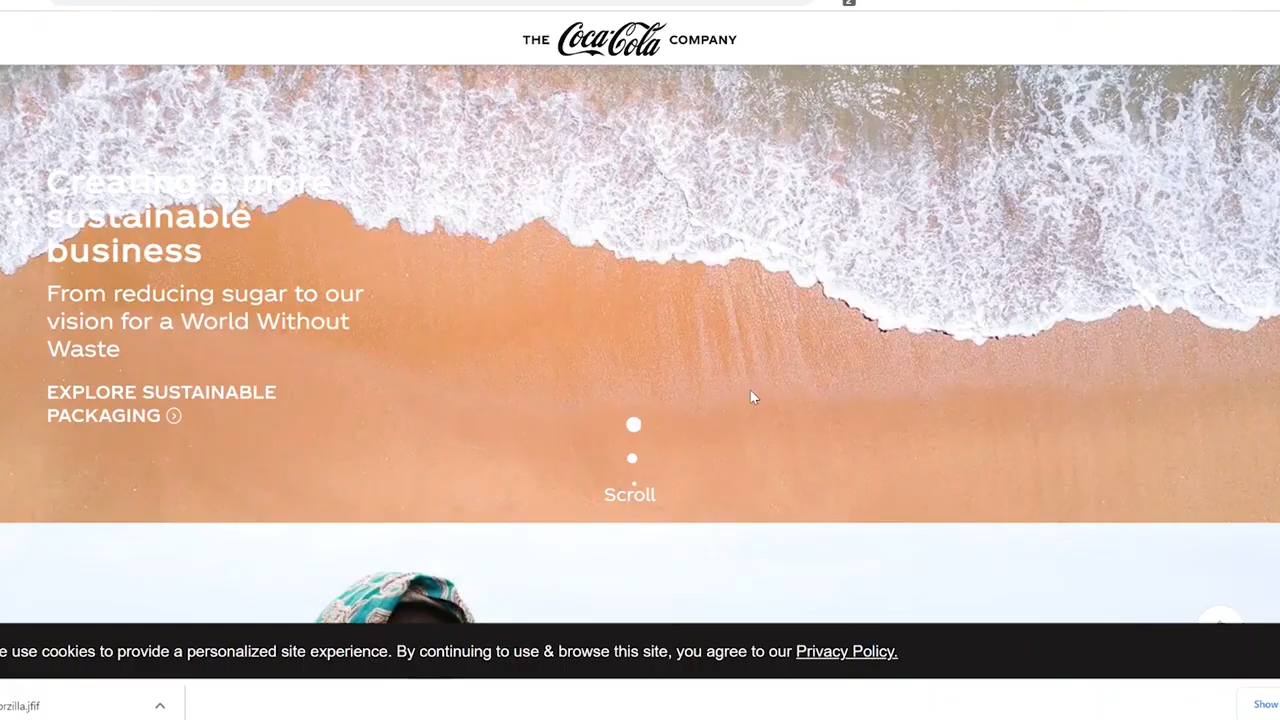 THE Coca-Cola COMPANY
Creating a more
sustainable
business
From reducing sugar to our
vision for a World Without
Waste
EXPLORE SUSTAINABLE
PACKAGING
Scroll
use cookies to provide a personalized site experience. By continuing to use & browse this site, you agree to our Privacy Policy.
orzilla.jfif
Show